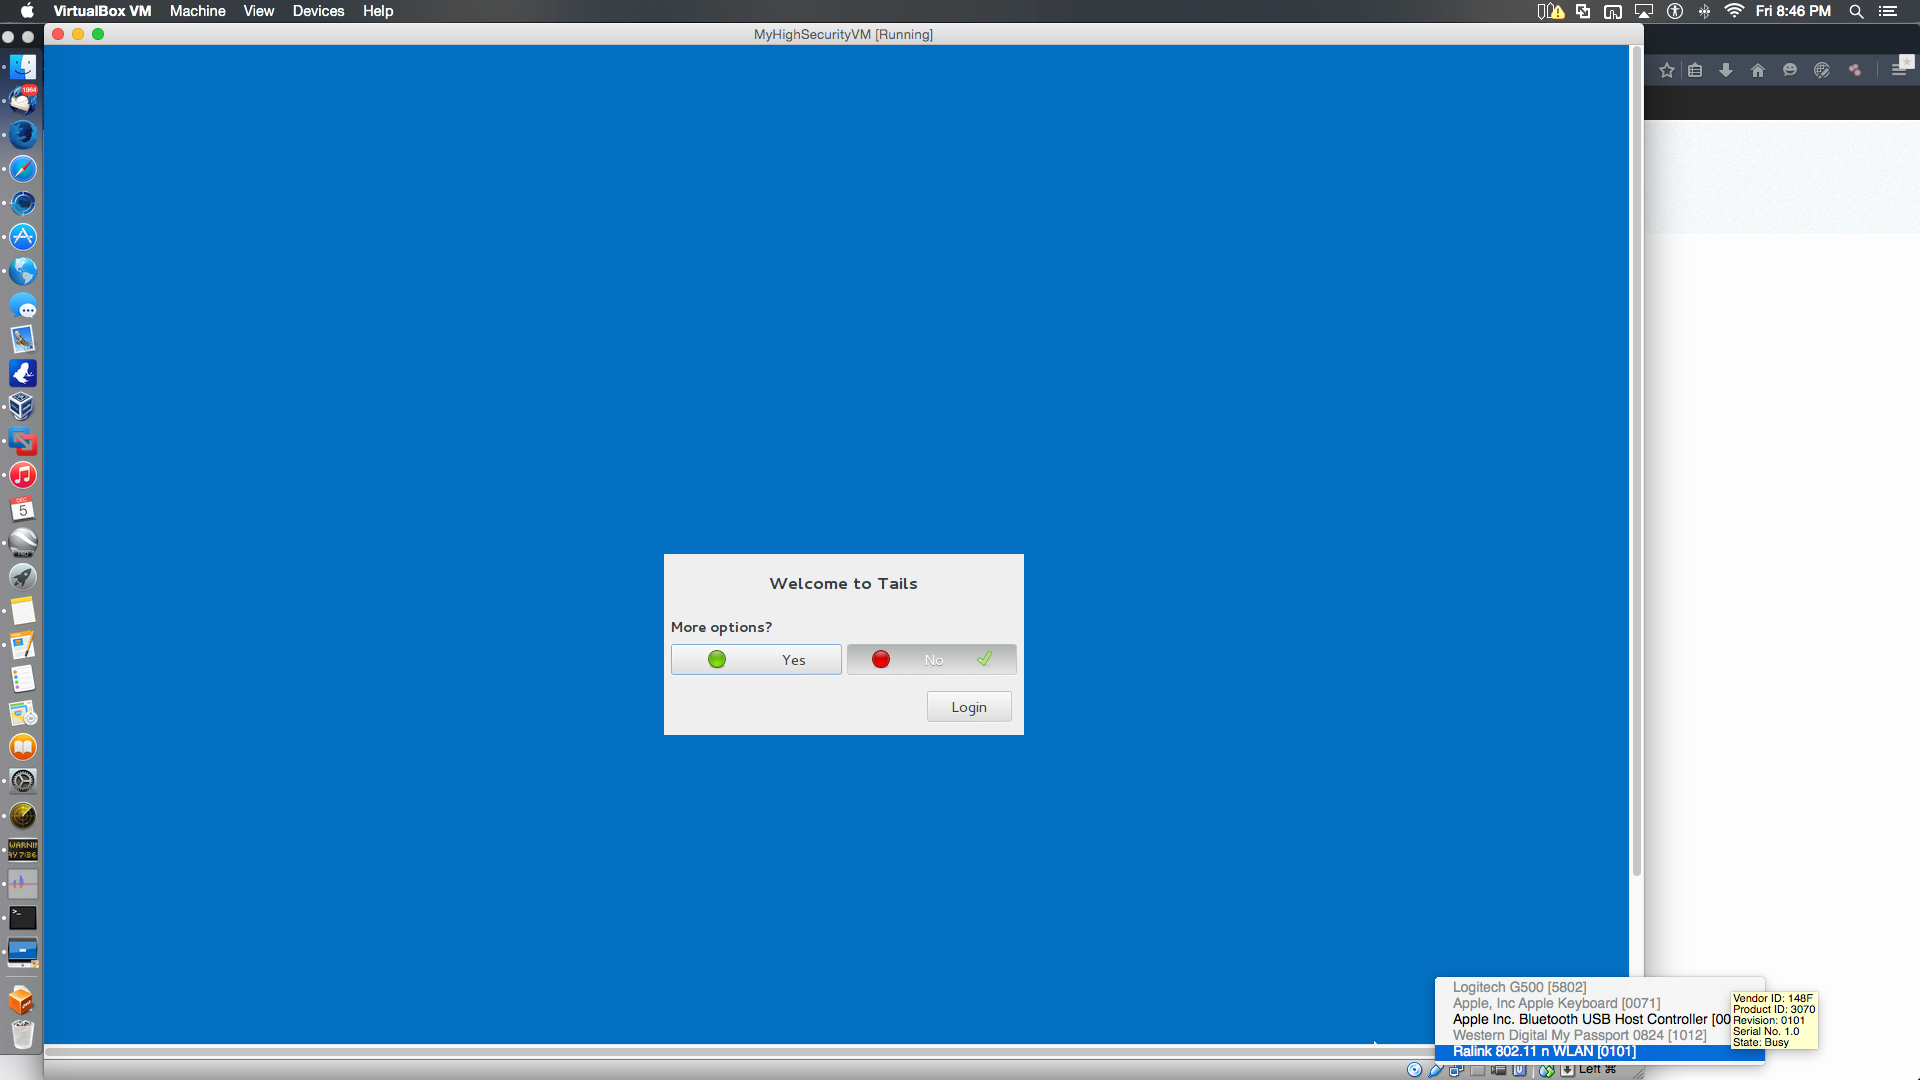 VirtualBox VM Machine View Devices Help
Fri 8:46 PM
MyHighSecurityVM [Running]
1964
DEC
5
Welcome to Tails
More options?
Yes No
Login
Logitech G500 [5802]
Apple, Inc Apple Keyboard [0071]
Apple Inc. Bluetooth USB Host Controller [00
Western Digital My Passport 0824 [1012]
Ralink 802.11 n WLAN [0101]
Vendor ID: 148F
Product ID: 3070
Revision: 0101
Serial No. 1.0
State: Busy
Left ⌘